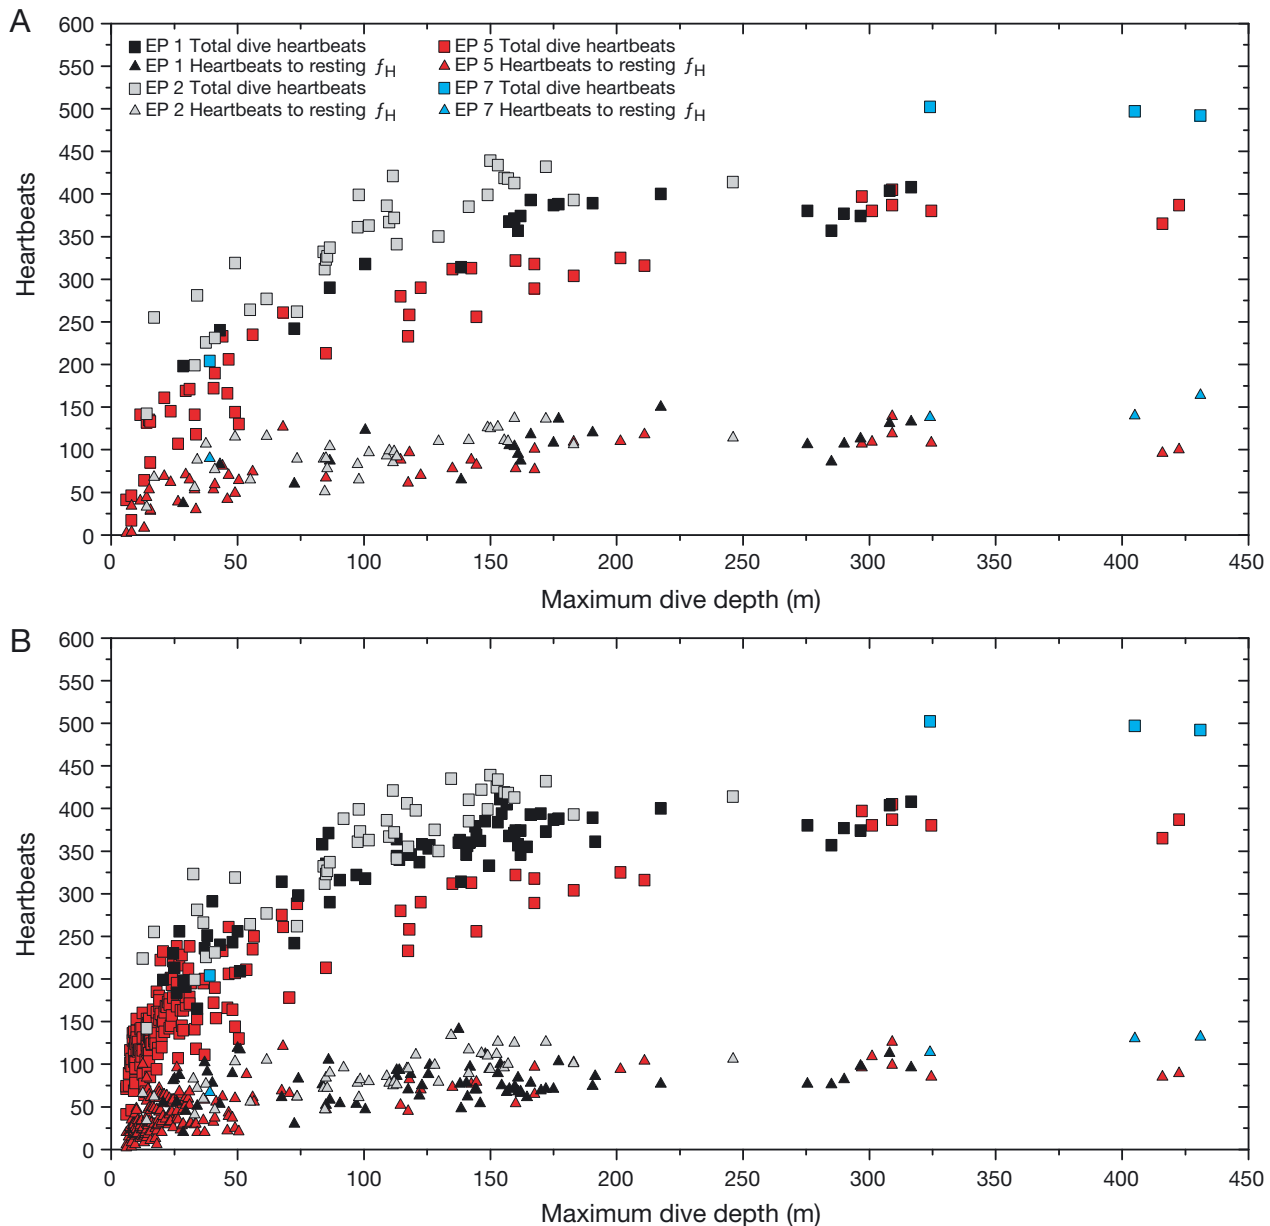 A
600
550
500
450
400
350
300
250
200
150
100
50
0
Heartbeats
EP 1 Total dive heartbeats
EP 1 Heartbeats to resting fH
EP 2 Total dive heartbeats
EP 2 Heartbeats to resting fH
EP 5 Total dive heartbeats
EP 5 Heartbeats to resting fH
EP 7 Total dive heartbeats
EP 7 Heartbeats to resting fH
0 50 100 150 200 250 300 350 400 450
Maximum dive depth (m)
B
600
550
500
450
400
350
300
250
200
150
100
50
0
Heartbeats
0 50 100 150 200 250 300 350 400 450
Maximum dive depth (m)